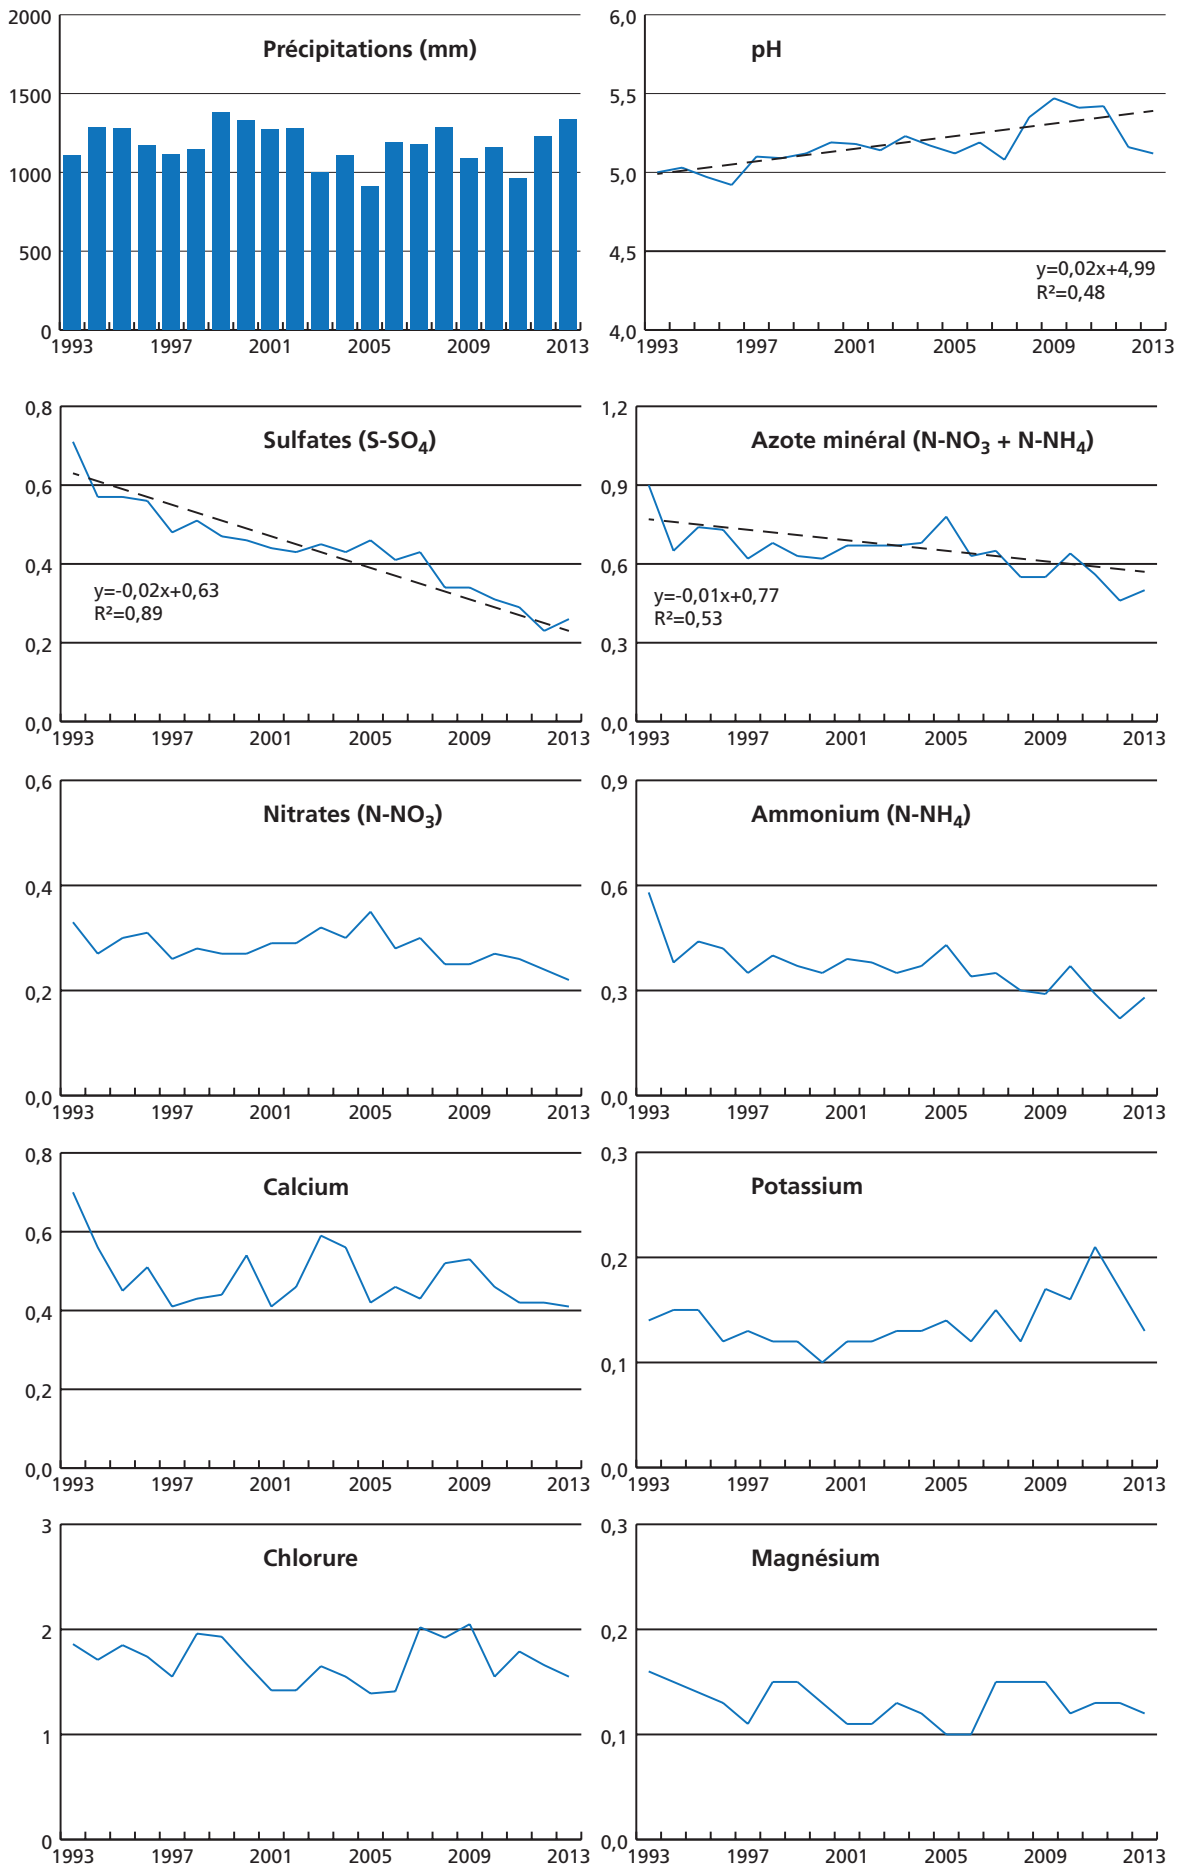 Précipitations (mm)
2000
1500
1000
500
0
1993 1997 2001 2005 2009 2013
pH
6,0
5,5
5,0
4,5
4,0
y=0,02x+4,99
R²=0,48
1993 1997 2001 2005 2009 2013
Sulfates (S-SO₄)
0,8
0,6
0,4
0,2
0,0
y=-0,02x+0,63
R²=0,89
1993 1997 2001 2005 2009 2013
Azote minéral (N-NO₃ + N-NH₄)
1,2
0,9
0,6
0,3
0,0
y=-0,01x+0,77
R²=0,53
1993 1997 2001 2005 2009 2013
Nitrates (N-NO₃)
0,6
0,4
0,2
0,0
1993 1997 2001 2005 2009 2013
Ammonium (N-NH₄)
0,9
0,6
0,3
0,0
1993 1997 2001 2005 2009 2013
Calcium
0,8
0,6
0,4
0,2
0,0
1993 1997 2001 2005 2009 2013
Potassium
0,3
0,2
0,1
0,0
1993 1997 2001 2005 2009 2013
Chlorure
3
2
1
0
1993 1997 2001 2005 2009 2013
Magnésium
0,3
0,2
0,1
0,0
1993 1997 2001 2005 2009 2013